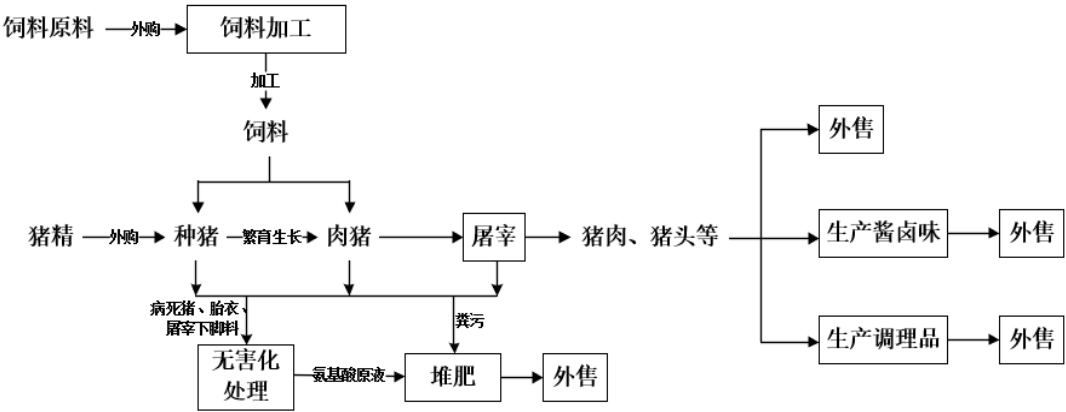 饲料原料
外购
饲料加工
加工
饲料
外售
猪精
外购
种猪
繁育生长
肉猪
屠宰
猪肉、猪头等
生产酱卤味
外售
病死猪、胎衣、
屠宰下脚料
粪污
无害化
处理
氨基酸原液
堆肥
外售
生产调理品
外售